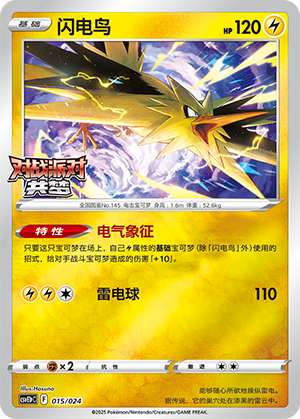 基础 闪电鸟 HP 120
对战派对
共梦
全国图鉴No.145 电击宝可梦 身高:1.6m 体重:52.6kg
特性 电气象征
只要这只宝可梦在场上,自己属性的基础宝可梦(除「闪电鸟」外)使用的
招式,给对手战斗宝可梦造成的伤害「+10」。
雷电球 110
弱点 ×2 抵抗力 撤退
Illus. Hasuno
F 015/024
能够随心所欲地操纵雷电。
据传说,它的巢穴在漆黑的雷云中。
©2025 Pokémon/Nintendo/Creatures/GAME FREAK.